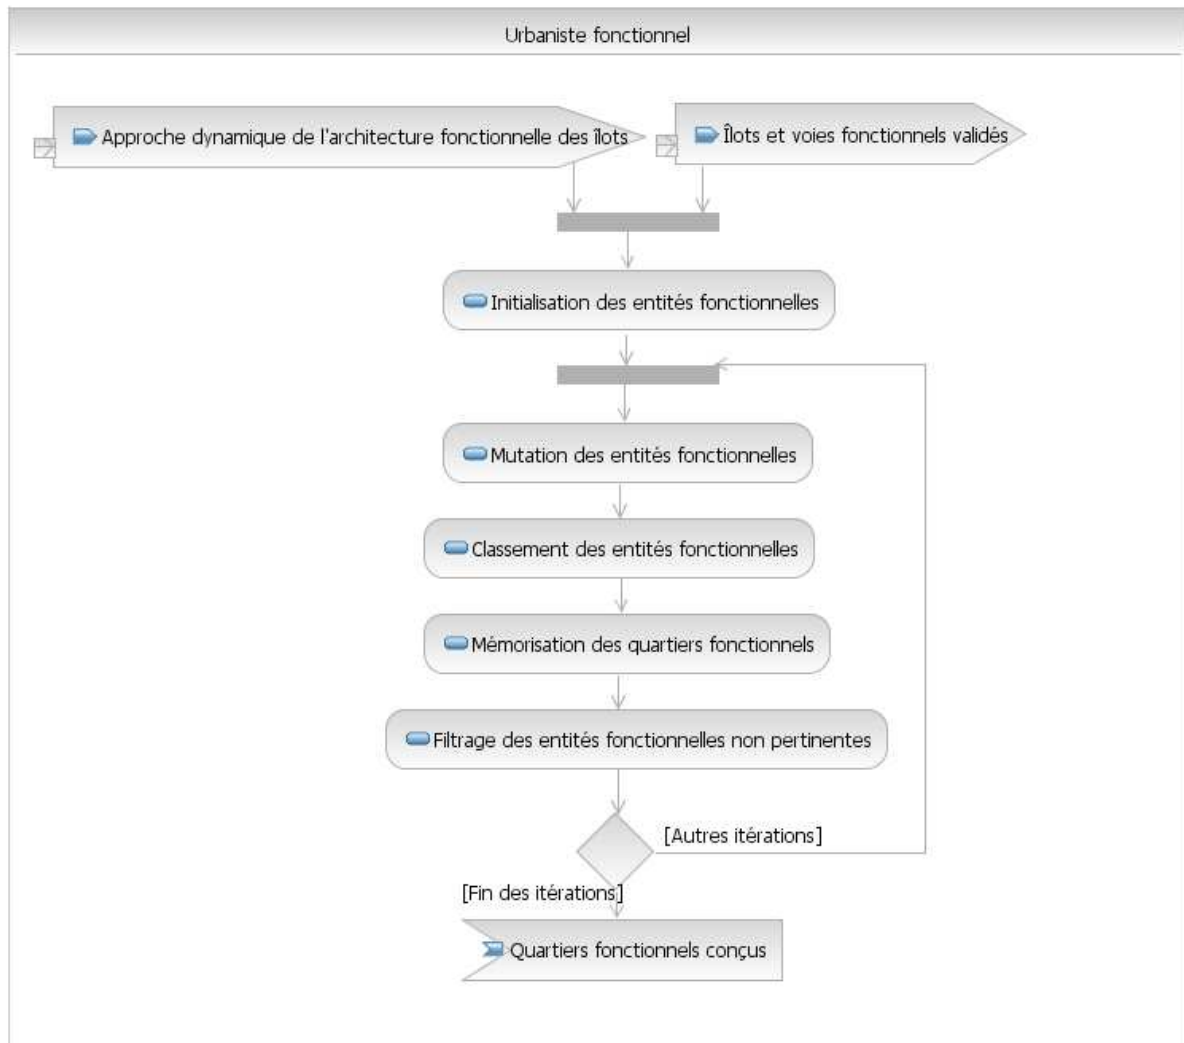 Urbaniste fonctionnel
Approche dynamique de l'architecture fonctionnelle des îlots
Îlots et voies fonctionnels validés
Initialisation des entités fonctionnelles
Mutation des entités fonctionnelles
Classement des entités fonctionnelles
Mémorisation des quartiers fonctionnels
Filtrage des entités fonctionnelles non pertinentes
[Autres itérations]
[Fin des itérations]
Quartiers fonctionnels conçus